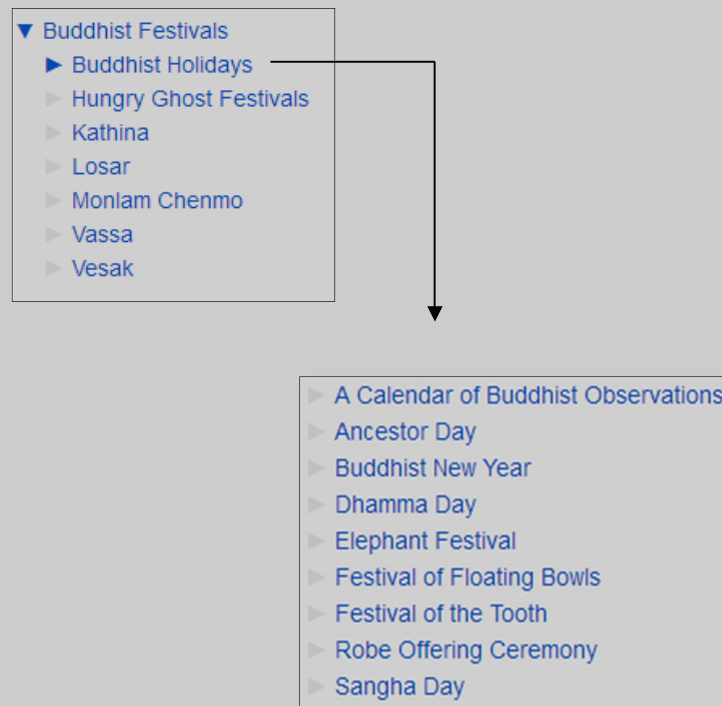 Buddhist Festivals
Buddhist Holidays
Hungry Ghost Festivals
Kathina
Losar
Monlam Chenmo
Vassa
Vesak
A Calendar of Buddhist Observations
Ancestor Day
Buddhist New Year
Dhamma Day
Elephant Festival
Festival of Floating Bowls
Festival of the Tooth
Robe Offering Ceremony
Sangha Day